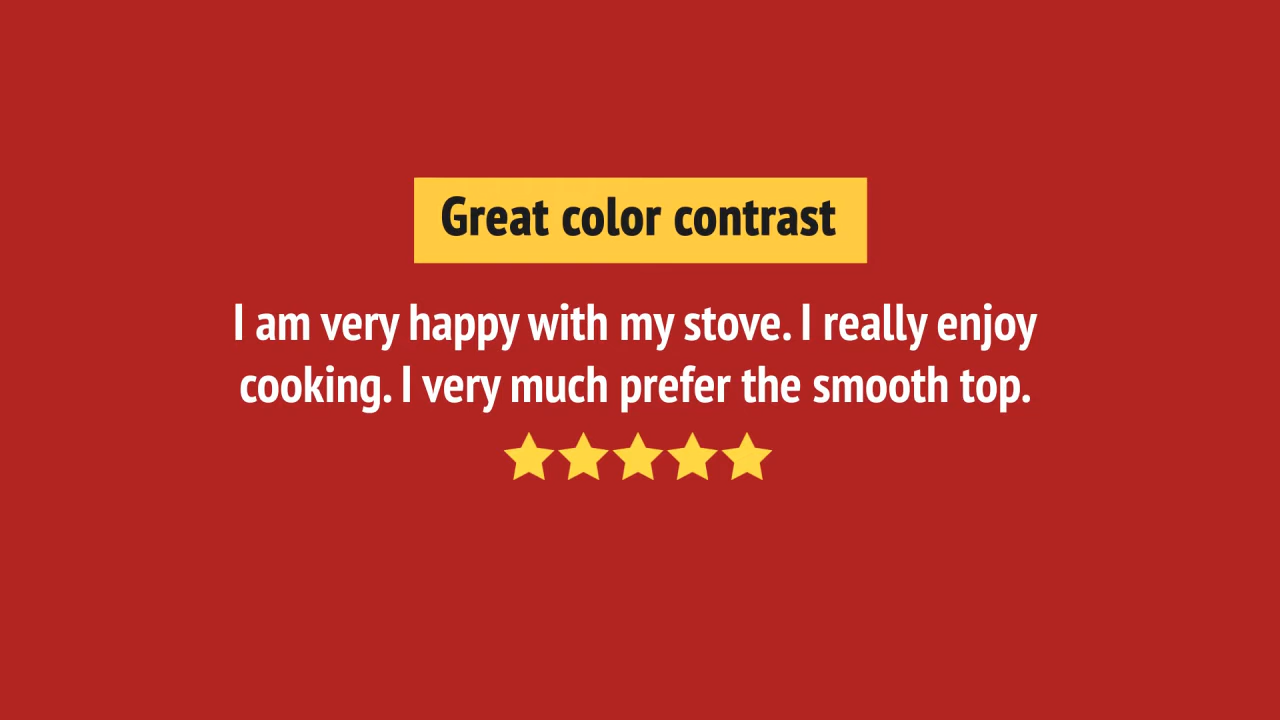 Great color contrast
I am very happy with my stove. I really enjoy
cooking. I very much prefer the smooth top.